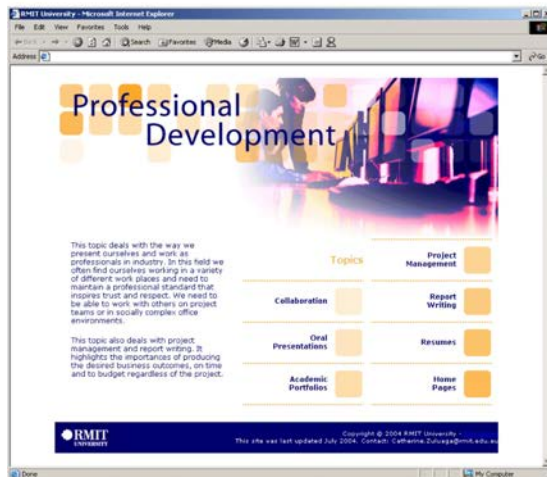 RMIT University - Microsoft Internet Explorer
File Edit View Favorites Tools Help
Search Favorites Media
Address
Go
Professional
Development
This topic deals with the way we
present ourselves and work as
professionals in industry. In this field we
often find ourselves working in a variety
of different work places and need to
maintain a professional standard that
inspires trust and respect. We need to
be able to work with others on project
teams or in socially complex office
environments.
This topic also deals with project
management and report writing. It
highlights the importances of producing
the desired business outcomes, on time
and to budget regardless of the project.
Topics
Project
Management
Collaboration
Report
Writing
Oral
Presentations
Resumes
Academic
Portfolios
Home
Pages
RMIT
UNIVERSITY
Copyright © 2004 RMIT University -
This site was last updated July 2004. Contact: Catherine.Zuluaga@rmit.edu.au
Done
My Computer